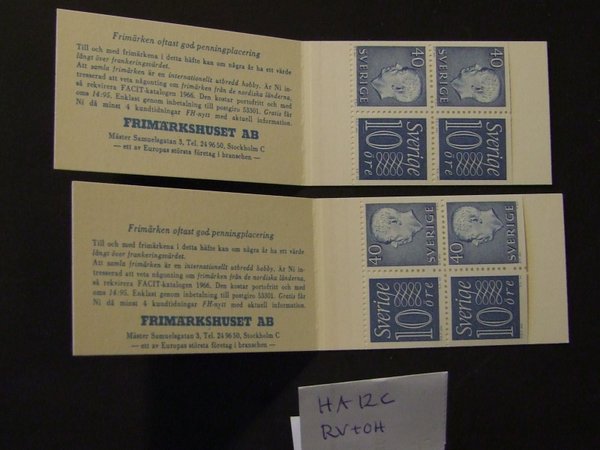 Frimärken oftast god penningplacering
Till och med frimärkena i detta häfte kan om några år ha ett värde
långt över frankeringsvärdet.
Att samla frimärken är en internationellt utbredd hobby. Är Ni in-
tresserad att veta någonting om frimärken från de nordiska länderna,
så rekvirera FACIT-katalogen 1966. Den kostar portofritt och med
oms 14:95. Enklast genom inbetalning till postgiro 55301. Gratis får
Ni då minst 4 kundtidningar FH-nytt med aktuell information.
FRIMÄRKSHUSET AB
Mäster Samuelsgatan 3, Tel. 24 96 50, Stockholm C
— ett av Europas största företag i branschen —
40 SVERIGE
40 SVERIGE
Sverige 10 ÖRE
Sverige 10 ÖRE
Frimärken oftast god penningplacering
Till och med frimärkena i detta häfte kan om några år ha ett värde
långt över frankeringsvärdet.
Att samla frimärken är en internationellt utbredd hobby. Är Ni in-
tresserad att veta någonting om frimärken från de nordiska länderna,
så rekvirera FACIT-katalogen 1966. Den kostar portofritt och med
oms 14:95. Enklast genom inbetalning till postgiro 55301. Gratis får
Ni då minst 4 kundtidningar FH-nytt med aktuell information.
FRIMÄRKSHUSET AB
Mäster Samuelsgatan 3, Tel. 24 96 50, Stockholm C
— ett av Europas största företag i branschen —
40 SVERIGE
40 SVERIGE
Sverige 10 ÖRE
Sverige 10 ÖRE
HA12C
RV+OH